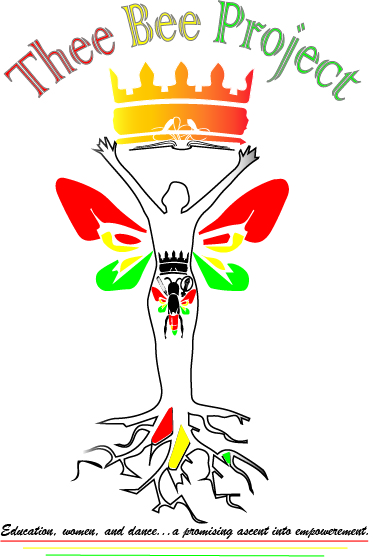 Thee Bee Project
Education, women, and dance...a promising ascent into empowerement.